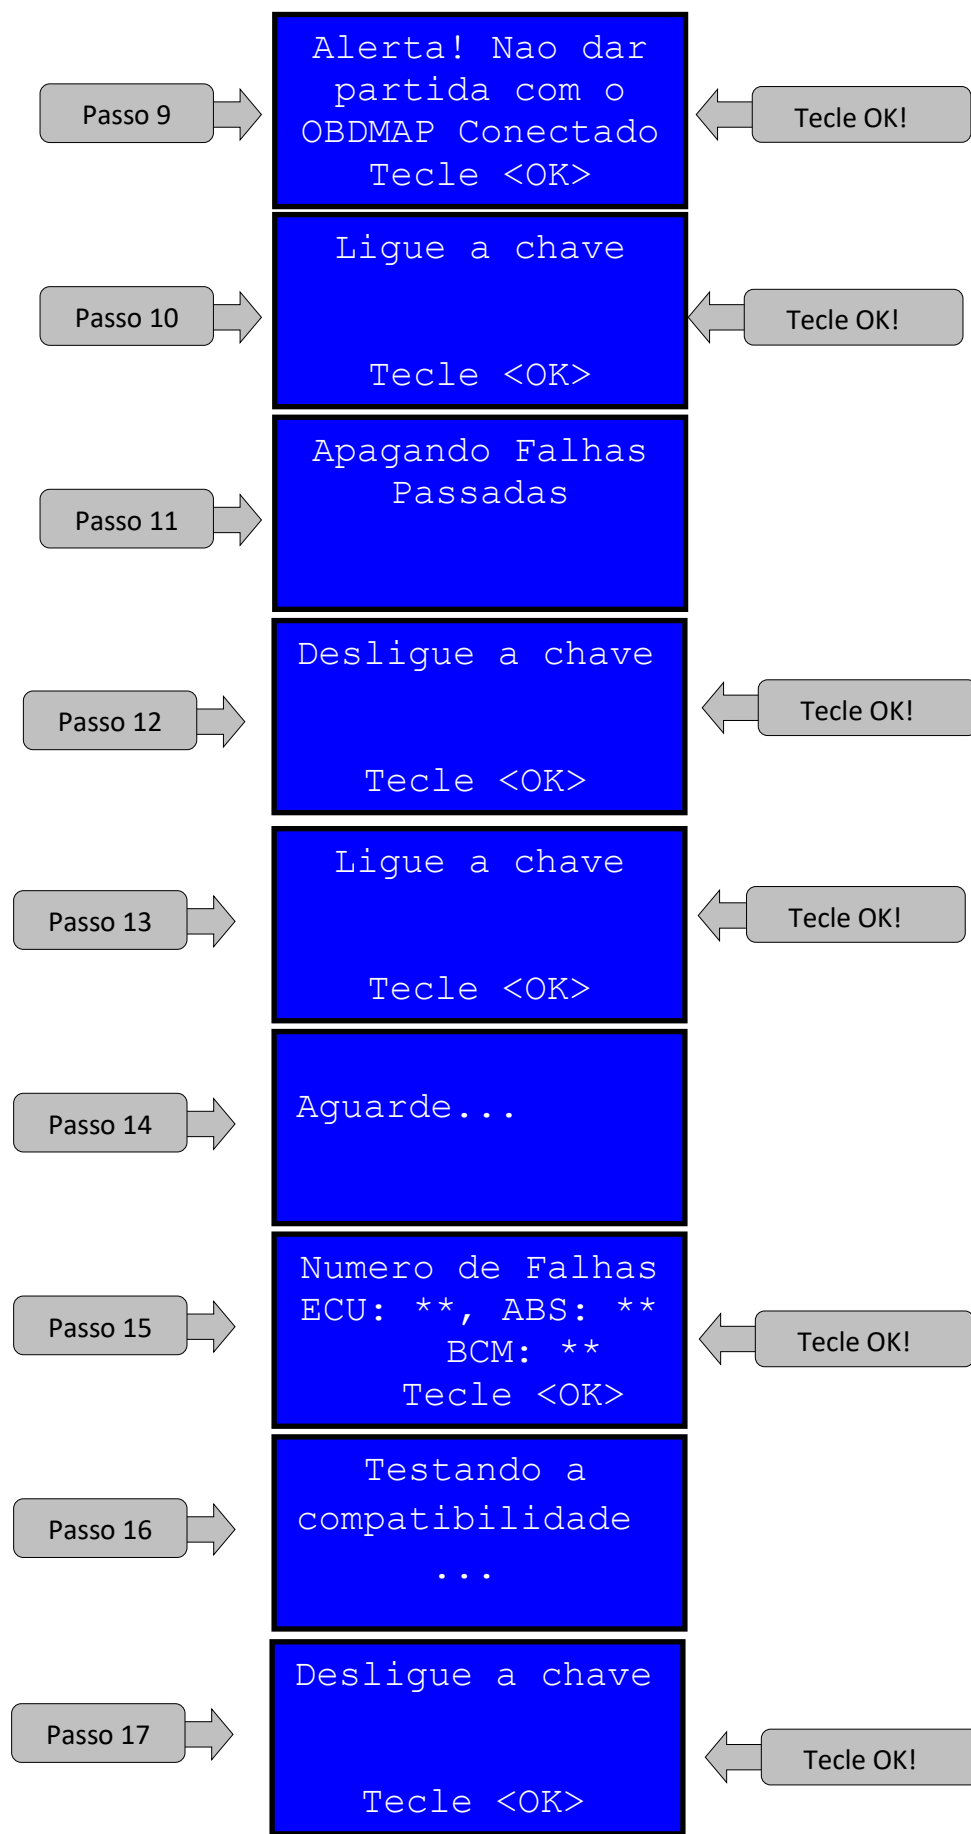 Passo 9
Alerta! Nao dar
partida com o
OBDMAP Conectado
Tecle <OK>
Tecle OK!
Passo 10
Ligue a chave
Tecle <OK>
Tecle OK!
Passo 11
Apagando Falhas
Passadas
Passo 12
Desligue a chave
Tecle <OK>
Tecle OK!
Passo 13
Ligue a chave
Tecle <OK>
Tecle OK!
Passo 14
Aguarde...
Passo 15
Numero de Falhas
ECU: **, ABS: **
BCM: **
Tecle <OK>
Tecle OK!
Passo 16
Testando a
compatibilidade
...
Passo 17
Desligue a chave
Tecle <OK>
Tecle OK!